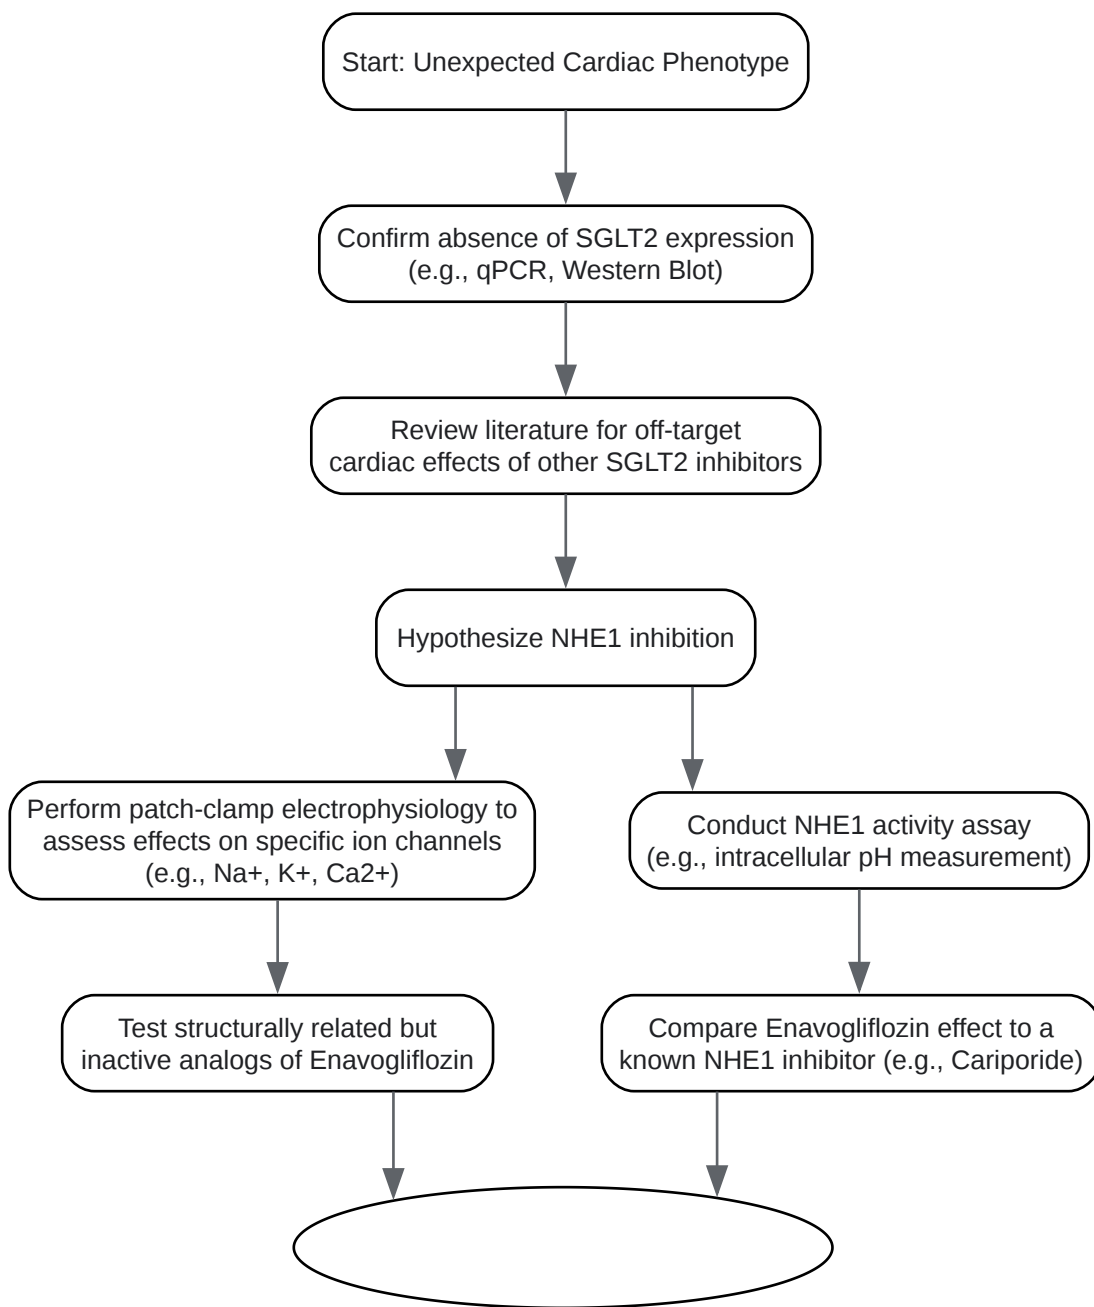 Start: Unexpected Cardiac Phenotype
Confirm absence of SGLT2 expression
(e.g., qPCR, Western Blot)
Review literature for off-target
cardiac effects of other SGLT2 inhibitors
Hypothesize NHE1 inhibition
Perform patch-clamp electrophysiology to
assess effects on specific ion channels
(e.g., Na+, K+, Ca2+)
Conduct NHE1 activity assay
(e.g., intracellular pH measurement)
Test structurally related but
inactive analogs of Enavogliflozin
Compare Enavogliflozin effect to a
known NHE1 inhibitor (e.g., Cariporide)